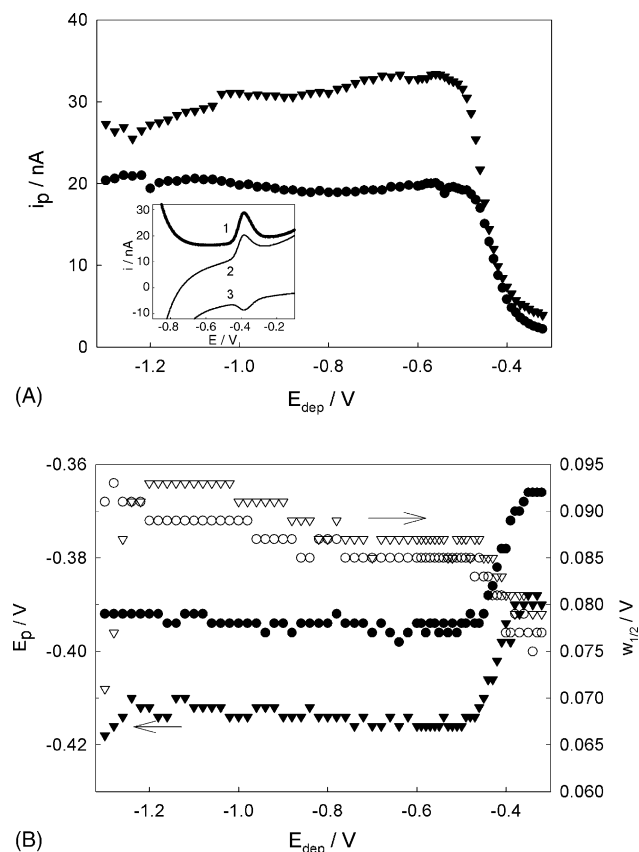 40
30
20
10
0
i_p / nA
30
20
10
0
-10
i / nA
1
2
3
-0.8 -0.6 -0.4 -0.2
E / V
-1.2 -1.0 -0.8 -0.6 -0.4
E_dep / V
(A)
-0.36
-0.38
-0.40
-0.42
E_p / V
0.095
0.090
0.085
0.080
0.075
0.070
0.065
0.060
w_1/2 / V
-1.2 -1.0 -0.8 -0.6 -0.4
E_dep / V
(B)